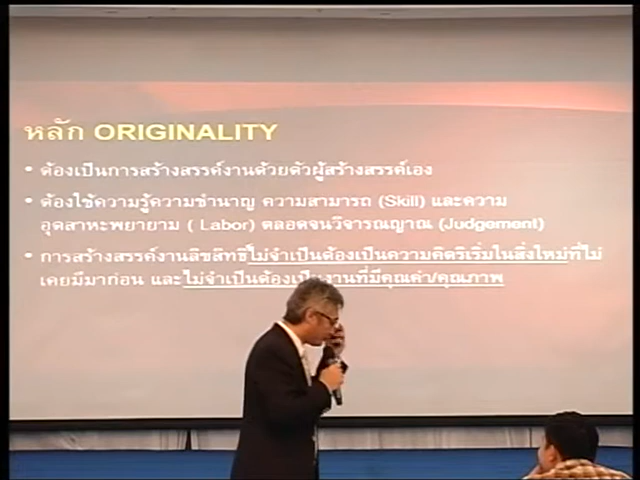 หลัก ORIGINALITY
• ต้องเป็นการสร้างสรรค์งานด้วยตัวผู้สร้างสรรค์เอง
• ต้องใช้ความรู้ความชำนาญ ความสามารถ (Skill) และความ
อุตสาหะพยายาม ( Labor) ตลอดจนวิจารณญาณ (Judgement)
• การสร้างสรรค์งานลิขสิทธิ์ไม่จำเป็นต้องเป็นความคิดริเริ่มในสิ่งใหม่ที่ไม่
เคยมีมาก่อน และไม่จำเป็นต้องเป็นงานที่มีคุณค่า/คุณภาพ